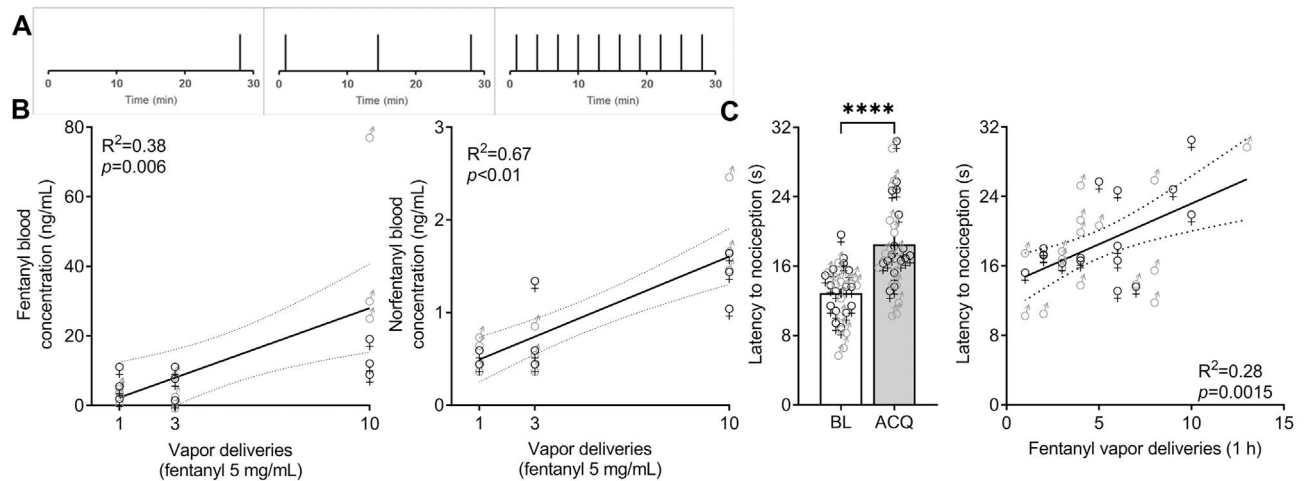 A
0 10 20 30
Time (min)
0 10 20 30
Time (min)
0 10 20 30
Time (min)
B
80
60
40
20
0
Fentanyl blood
concentration (ng/mL)
R²=0.38
p=0.006
1 3 10
Vapor deliveries
(fentanyl 5 mg/mL)
3
2
1
0
Norfentanyl blood
concentration (ng/mL)
R²=0.67
p<0.01
1 3 10
Vapor deliveries
(fentanyl 5 mg/mL)
C
****
32
24
16
8
0
Latency to nociception (s)
BL ACQ
32
24
16
8
0
Latency to nociception (s)
R²=0.28
p=0.0015
0 5 10 15
Fentanyl vapor deliveries (1 h)